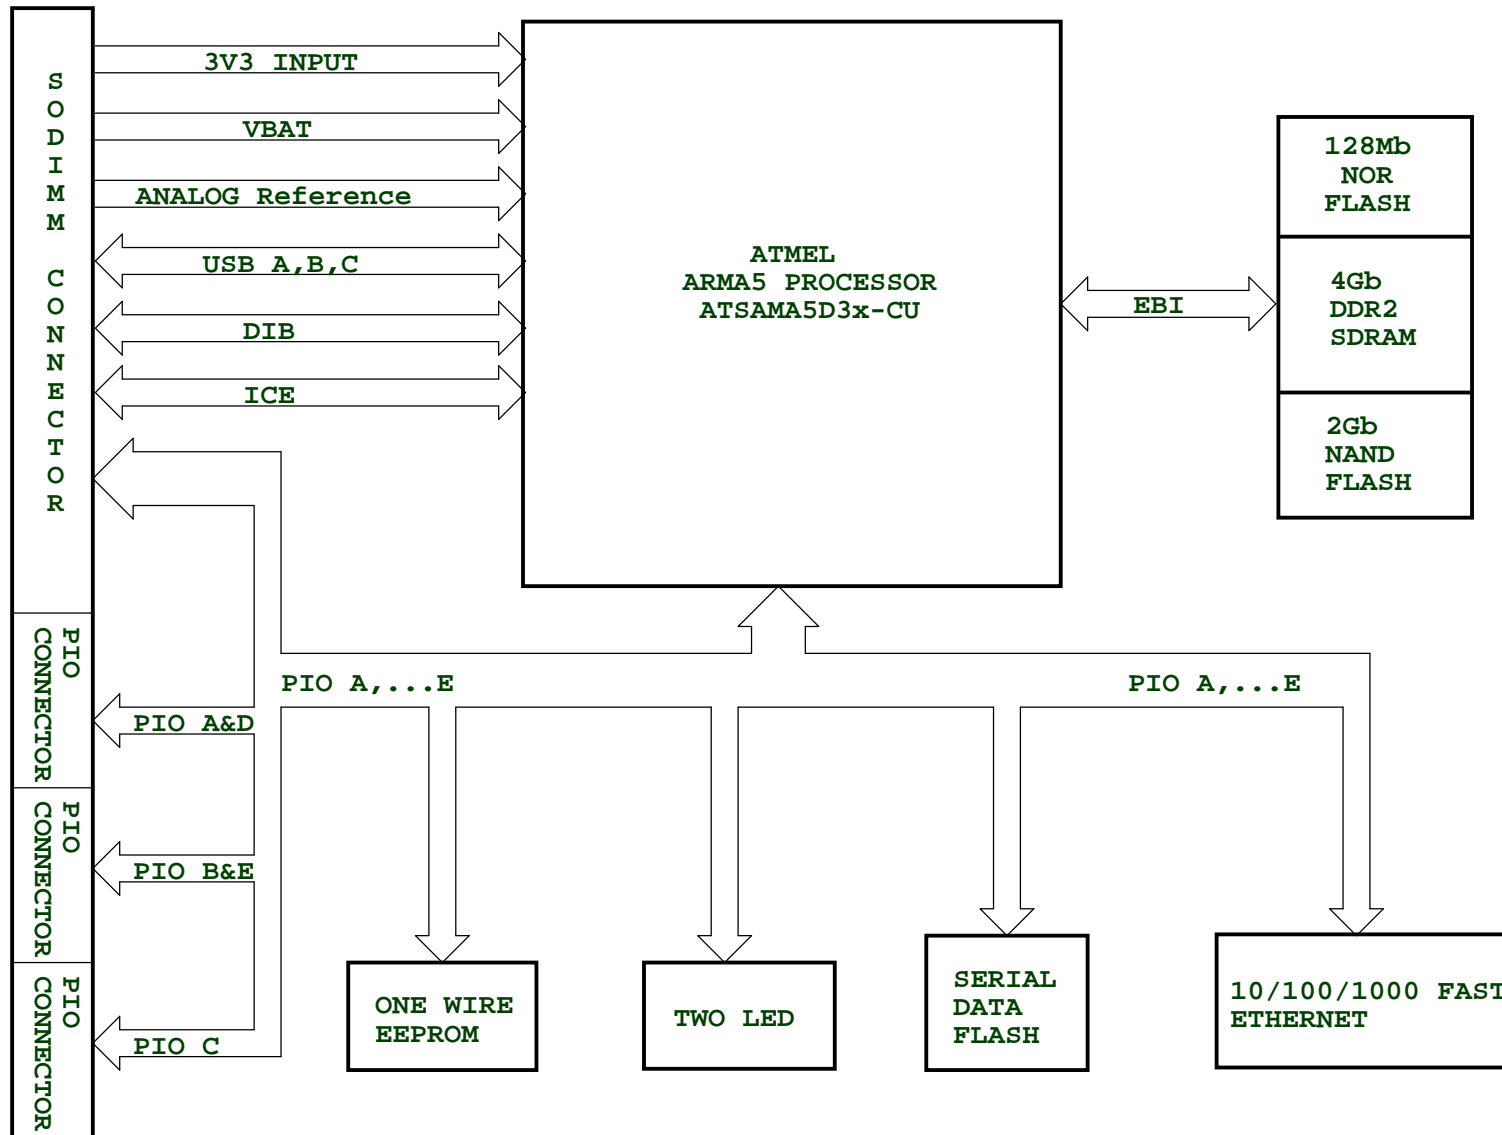 SODIMM CONNECTOR
3V3 INPUT
VBAT
ANALOG Reference
USB A,B,C
DIB
ICE
ATMEL
ARMA5 PROCESSOR
ATSAMA5D3x-CU
EBI
128Mb
NOR
FLASH
4Gb
DDR2
SDRAM
2Gb
NAND
FLASH
PIO
CONNECTOR
PIO A&D
PIO
CONNECTOR
PIO B&E
PIO
CONNECTOR
PIO C
PIO A,...E
PIO A,...E
ONE WIRE
EEPROM
TWO LED
SERIAL
DATA
FLASH
10/100/1000 FAST
ETHERNET